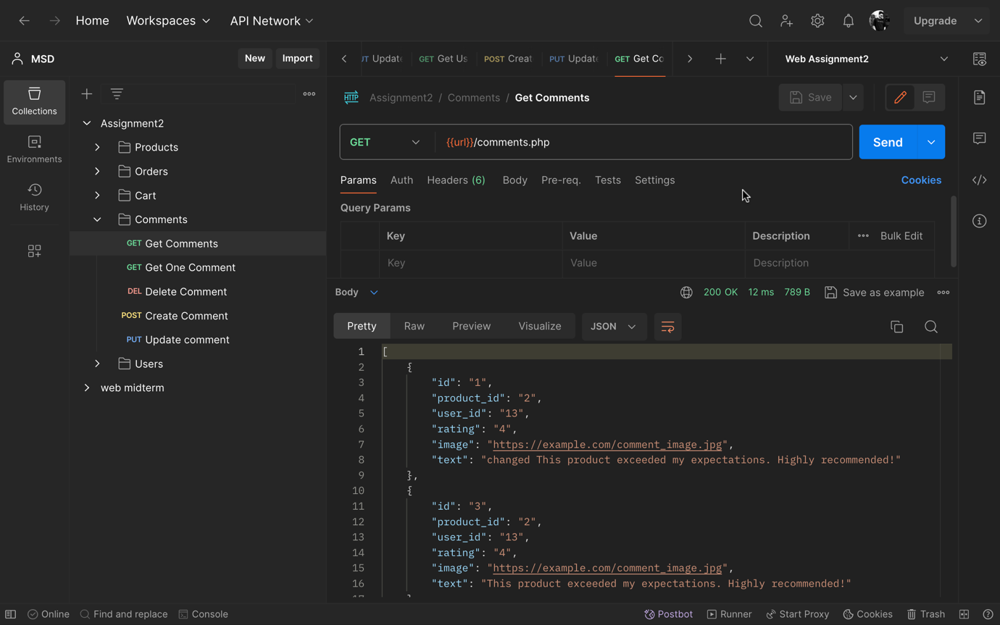 Home Workspaces API Network Upgrade
MSD New Import
UT Update GET Get Us POST Creat PUT Update GET Get Co Web Assignment2
Collections
Environments
History
Assignment2
Products
Orders
Cart
Comments
GET Get Comments
GET Get One Comment
DEL Delete Comment
POST Create Comment
PUT Update comment
Users
web midterm
HTTP Assignment2 / Comments / Get Comments Save
GET {{url}}/comments.php Send
Params Auth Headers (6) Body Pre-req. Tests Settings Cookies
Query Params
Key Value Description Bulk Edit
Key Value Description
Body 200 OK 12 ms 789 B Save as example
Pretty Raw Preview Visualize JSON
1 [
2 {
3 "id": "1",
4 "product_id": "2",
5 "user_id": "13",
6 "rating": "4",
7 "image": "https://example.com/comment_image.jpg",
8 "text": "changed This product exceeded my expectations. Highly recommended!"
9 },
10 {
11 "id": "3",
12 "product_id": "2",
13 "user_id": "13",
14 "rating": "4",
15 "image": "https://example.com/comment_image.jpg",
16 "text": "This product exceeded my expectations. Highly recommended!"
Online Find and replace Console Postbot Runner Start Proxy Cookies Trash